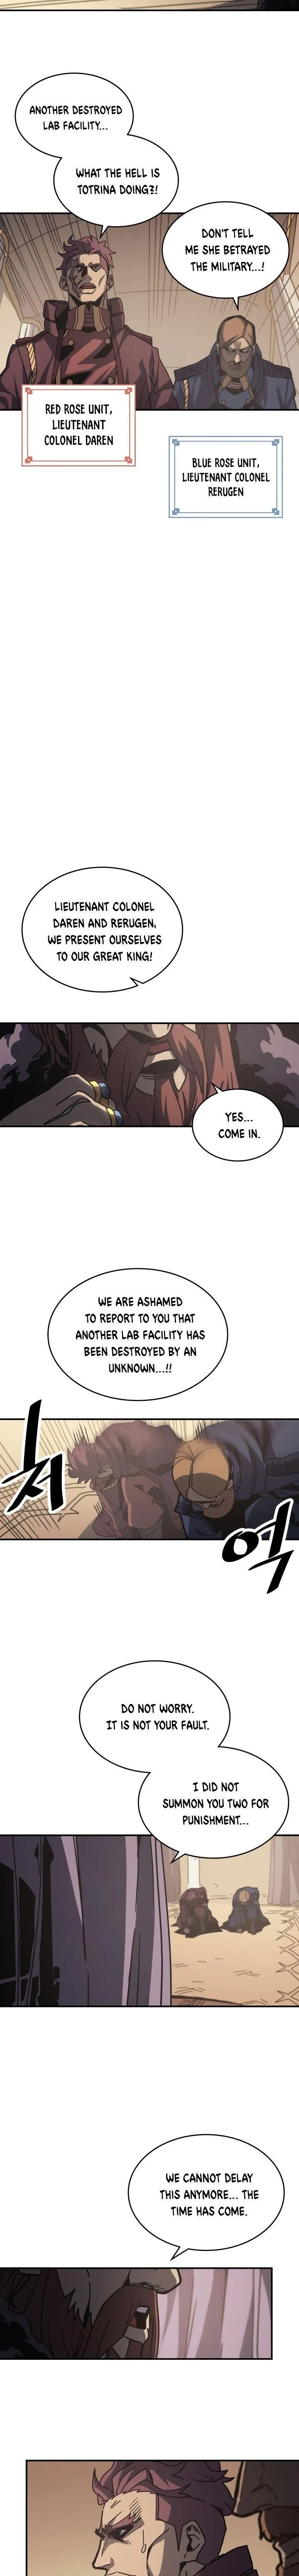 ANOTHER DESTROYED
LAB FACILITY...
WHAT THE HELL IS
TOTRINA DOING?!
DON'T TELL
ME SHE BETRAYED
THE MILITARY...!
RED ROSE UNIT,
LIEUTENANT
COLONEL DAREN
BLUE ROSE UNIT,
LIEUTENANT COLONEL
RERUGEN
LIEUTENANT COLONEL
DAREN AND RERUGEN,
WE PRESENT OURSELVES
TO OUR GREAT KING!
YES...
COME IN.
WE ARE ASHAMED
TO REPORT TO YOU THAT
ANOTHER LAB FACILITY HAS
BEEN DESTROYED BY AN
UNKNOWN...!!
처
억
DO NOT WORRY.
IT IS NOT YOUR FAULT.
I DID NOT
SUMMON YOU TWO FOR
PUNISHMENT...
WE CANNOT DELAY
THIS ANYMORE... THE
TIME HAS COME.